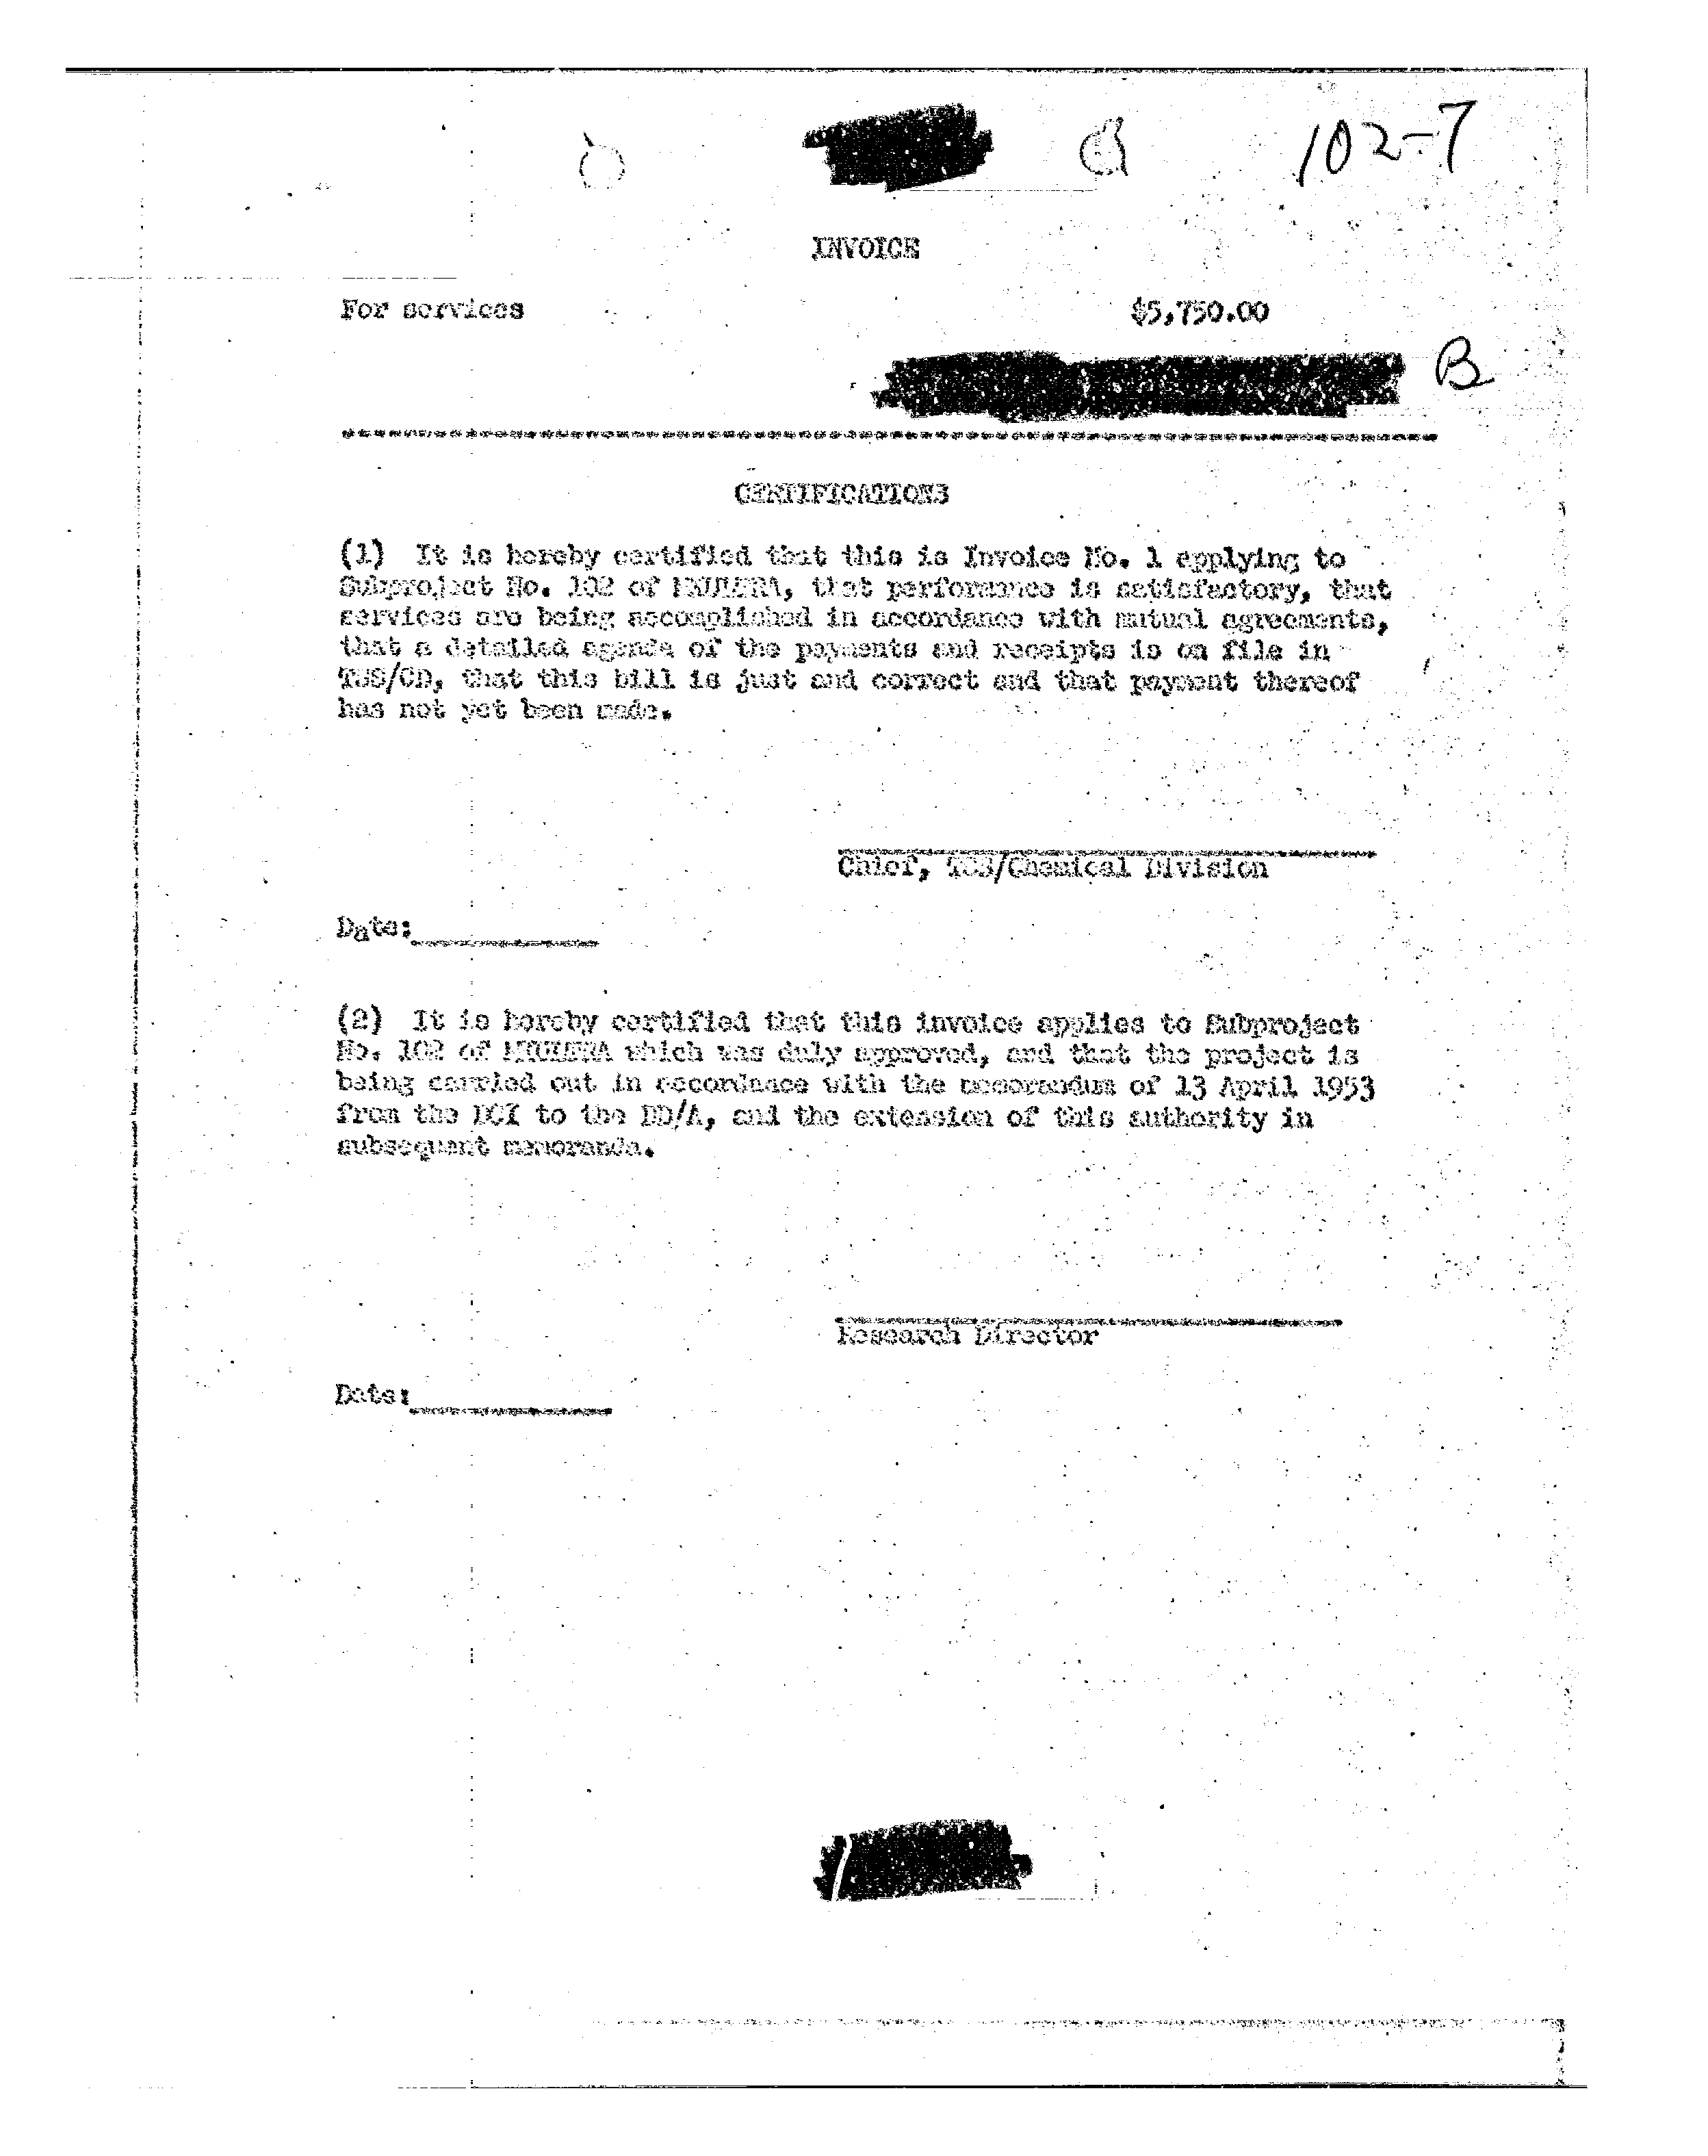 102-7
INVOICE
For services $5,750.00
B
CERTIFICATIONS
(1) It is hereby certified that this is Invoice No. 1 applying to
Subproject No. 102 of MKULTRA, that performance is satisfactory, that
services are being accomplished in accordance with mutual agreements,
that a detailed agenda of the payments and receipts is on file in
TSS/CD, that this bill is just and correct and that payment thereof
has not yet been made.
Chief, TSS/Chemical Division
Date:
(2) It is hereby certified that this invoice applies to Subproject
No. 102 of MKULTRA which was duly approved, and that the project is
being carried out in accordance with the memorandum of 13 April 1953
from the DCI to the DD/A, and the extension of this authority in
subsequent memoranda.
Research Director
Date: